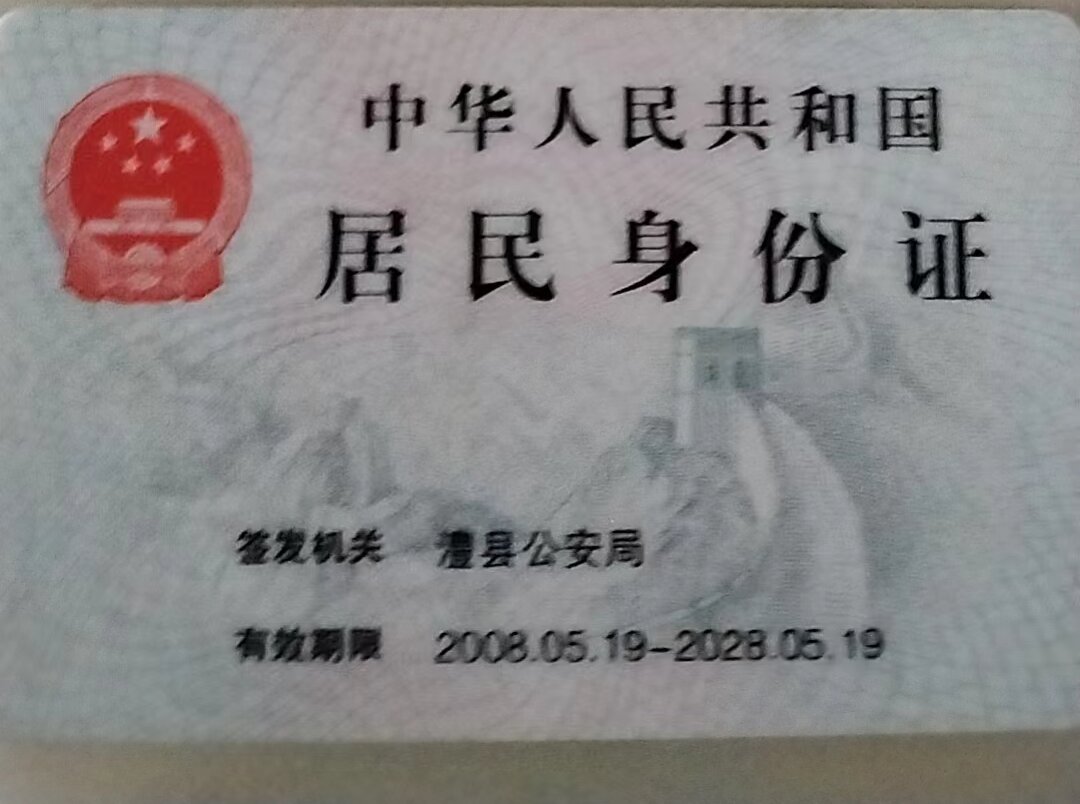 中华人民共和国
居民身份证
签发机关 澧县公安局
有效期限 2008.05.19-2028.05.19